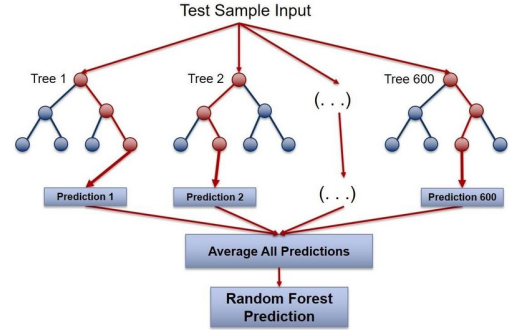 Test Sample Input
Tree 1
Tree 2
(. . .)
Tree 600
Prediction 1
Prediction 2
(. . .)
Prediction 600
Average All Predictions
Random Forest
Prediction